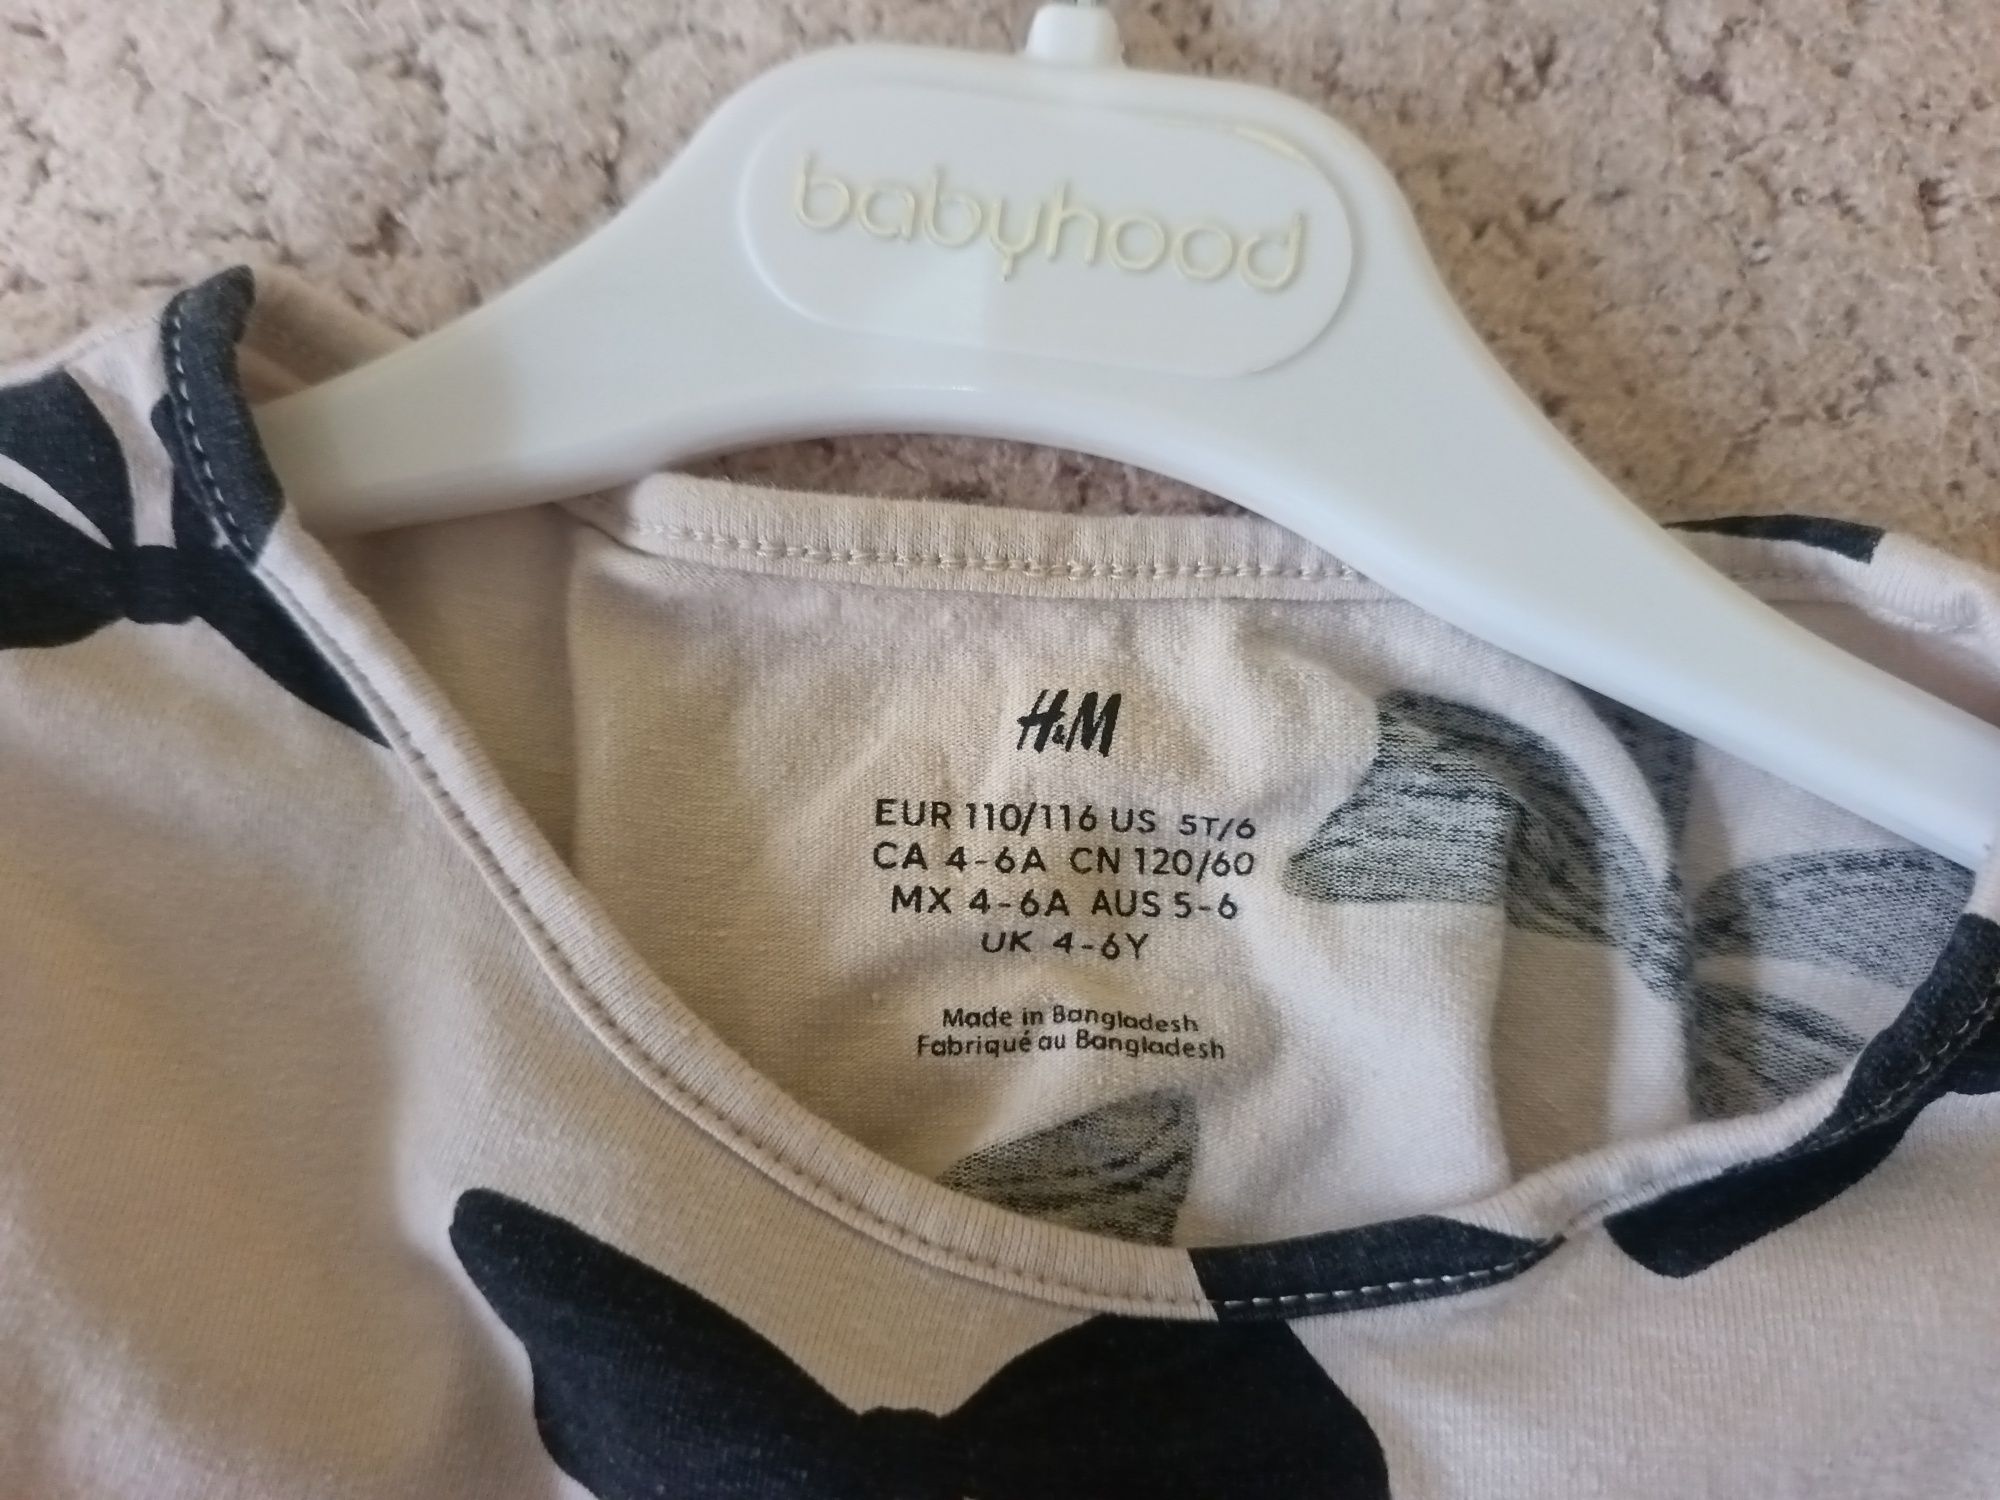 babyhood
H&M
EUR 110/116 US 5T/6
CA 4-6A CN 120/60
MX 4-6A AUS 5-6
UK 4-6Y
Made in Bangladesh
Fabriqué au Bangladesh